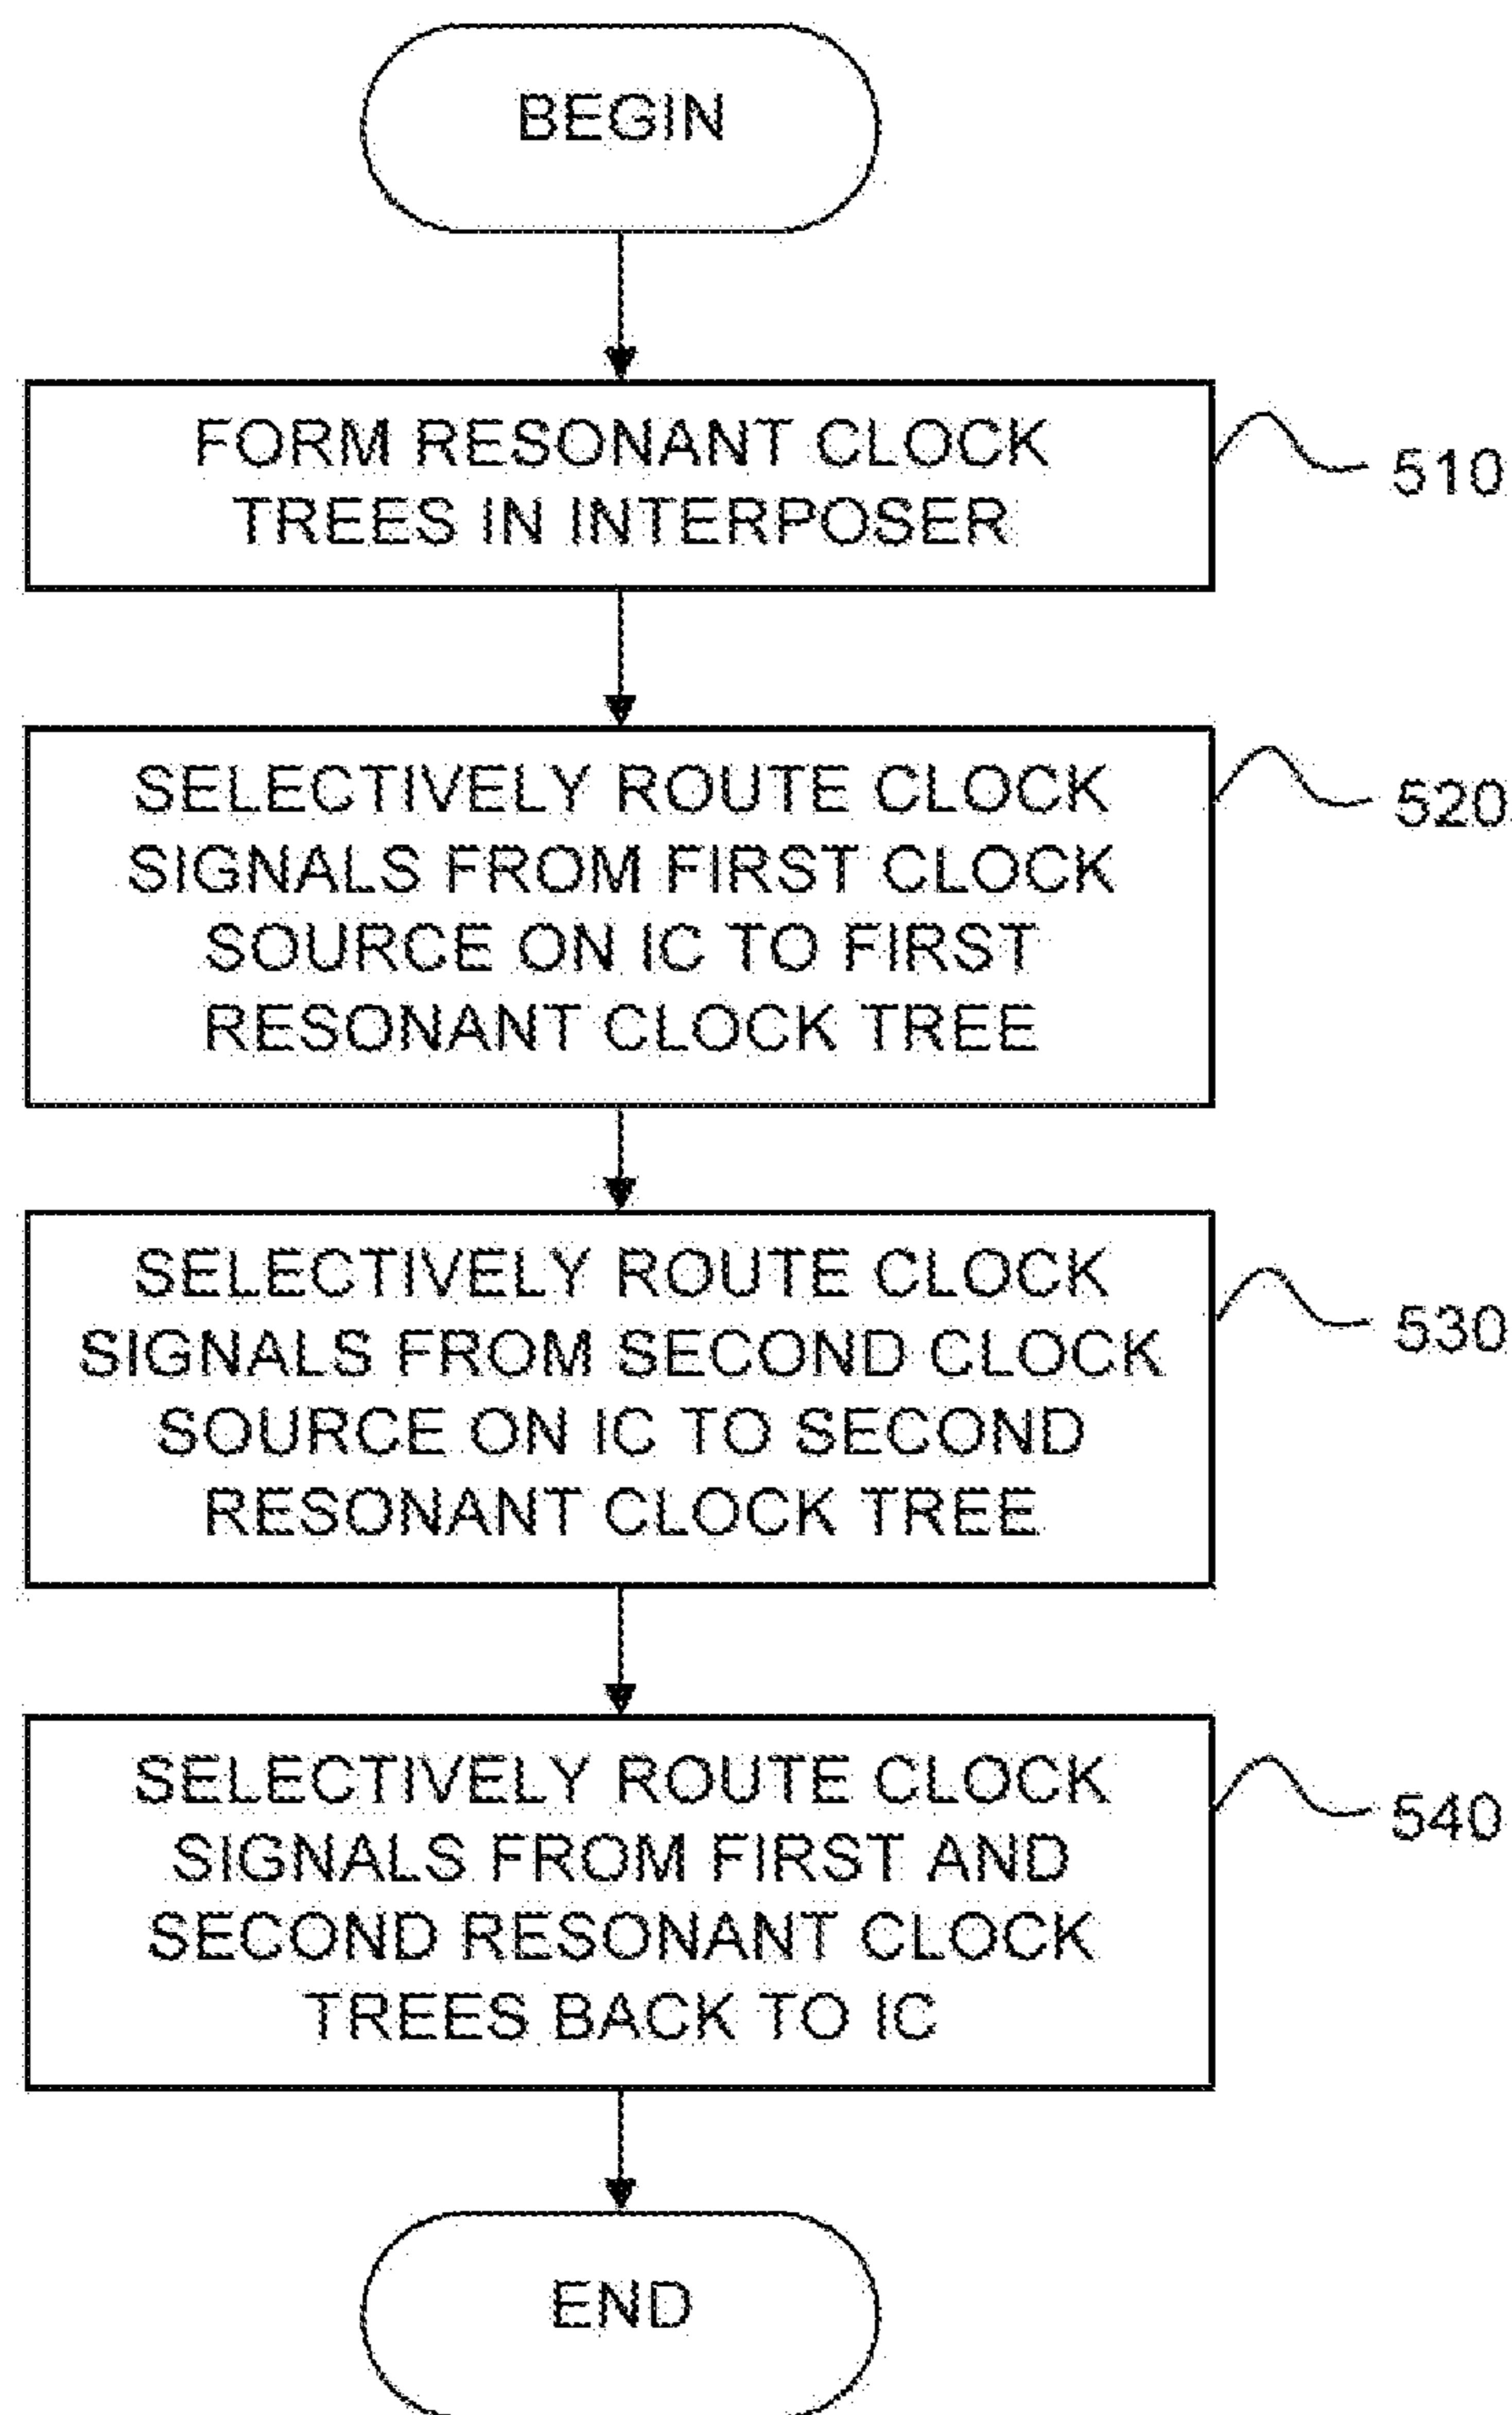 BEGIN
FORM RESONANT CLOCK
TREES IN INTERPOSER
510
SELECTIVELY ROUTE CLOCK
SIGNALS FROM FIRST CLOCK
SOURCE ON IC TO FIRST
RESONANT CLOCK TREE
520
SELECTIVELY ROUTE CLOCK
SIGNALS FROM SECOND CLOCK
SOURCE ON IC TO SECOND
RESONANT CLOCK TREE
530
SELECTIVELY ROUTE CLOCK
SIGNALS FROM FIRST AND
SECOND RESONANT CLOCK
TREES BACK TO IC
540
END